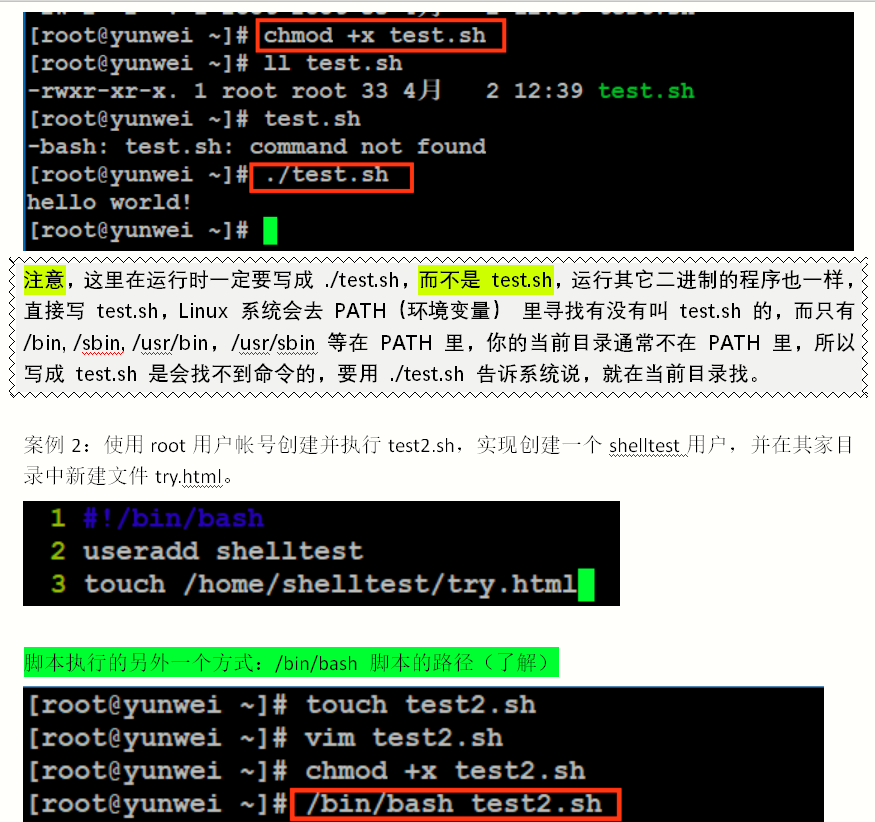 [root@yunwei ~]# chmod +x test.sh
[root@yunwei ~]# ll test.sh
-rwxr-xr-x. 1 root root 33 4月   2 12:39 test.sh
[root@yunwei ~]# test.sh
-bash: test.sh: command not found
[root@yunwei ~]# ./test.sh
hello world!
[root@yunwei ~]#
注意，这里在运行时一定要写成 ./test.sh，而不是 test.sh，运行其它二进制的程序也一样，
直接写 test.sh，Linux 系统会去 PATH（环境变量） 里寻找有没有叫 test.sh 的，而只有
/bin, /sbin, /usr/bin，/usr/sbin 等在 PATH 里，你的当前目录通常不在 PATH 里，所以
写成 test.sh 是会找不到命令的，要用 ./test.sh 告诉系统说，就在当前目录找。
案例 2：使用 root 用户帐号创建并执行 test2.sh，实现创建一个 shelltest 用户，并在其家目
录中新建文件 try.html。
1 #!/bin/bash
2 useradd shelltest
3 touch /home/shelltest/try.html
脚本执行的另外一个方式：/bin/bash 脚本的路径（了解）
[root@yunwei ~]# touch test2.sh
[root@yunwei ~]# vim test2.sh
[root@yunwei ~]# chmod +x test2.sh
[root@yunwei ~]# /bin/bash test2.sh